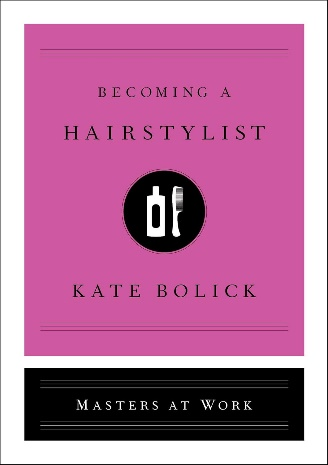 BECOMING A
HAIRSTYLIST
KATE BOLICK
MASTERS AT WORK